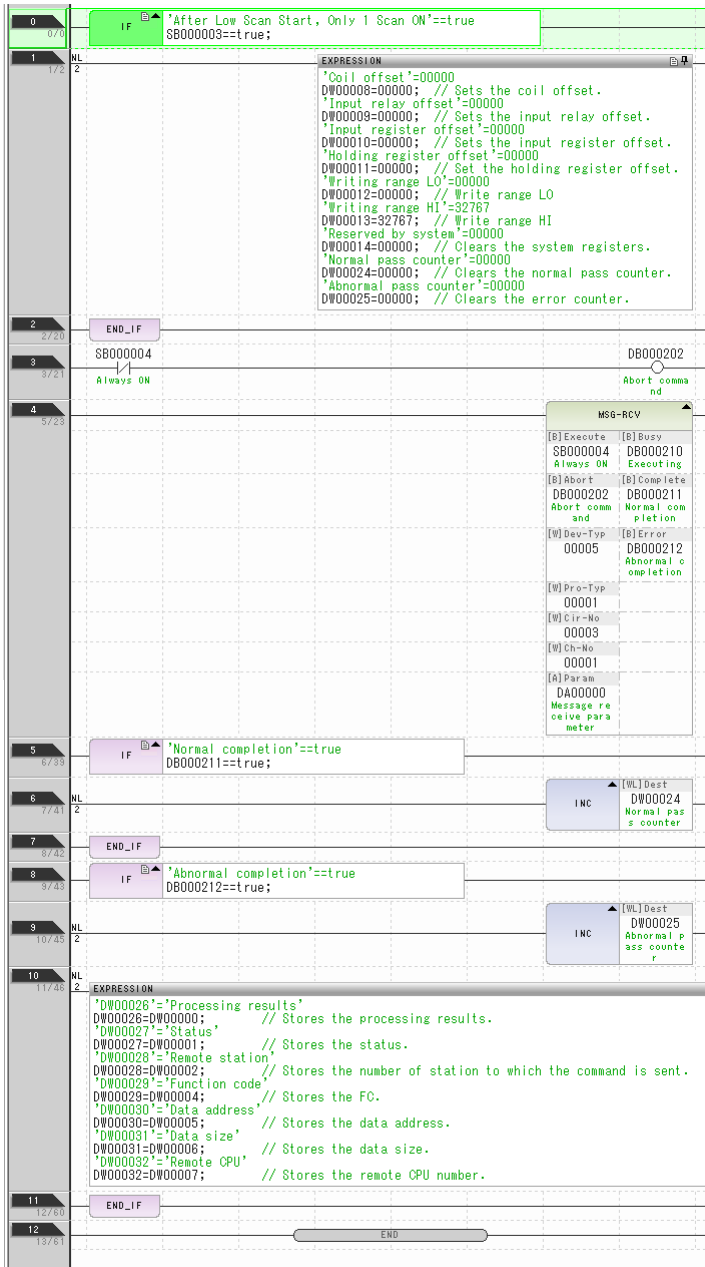 0
0/0
IF
'After Low Scan Start, Only 1 Scan ON'==true
SB000003==true;
1
1/2
NL
2
EXPRESSION
'Coil offset'=00000
DW00008=00000;  // Sets the coil offset.
'Input relay offset'=00000
DW00009=00000;  // Sets the input relay offset.
'Input register offset'=00000
DW00010=00000;  // Sets the input register offset.
'Holding register offset'=00000
DW00011=00000;  // Set the holding register offset.
'Writing range LO'=00000
DW00012=00000;  // Write range LO
'Writing range HI'=32767
DW00013=32767;  // Write range HI
'Reserved by system'=00000
DW00014=00000;  // Clears the system registers.
'Normal pass counter'=00000
DW00024=00000;  // Clears the normal pass counter.
'Abnormal pass counter'=00000
DW00025=00000;  // Clears the error counter.
2
2/20
END_IF
3
3/21
SB000004
Always ON
DB000202
Abort comma
nd
4
5/23
MSG-RCV
[B]Execute [B]Busy
SB000004 DB000210
Always ON Executing
[B]Abort [B]Complete
DB000202 DB000211
Abort comm Normal com
and pletion
[W]Dev-Typ [B]Error
00005 DB000212
Abnormal c
ompletion
[W]Pro-Typ
00001
[W]Cir-No
00003
[W]Ch-No
00001
[A]Param
DA00000
Message re
ceive para
meter
5
6/39
IF
'Normal completion'==true
DB000211==true;
6
7/41
NL
2
INC
[WL]Dest
DW00024
Normal pas
s counter
7
8/42
END_IF
8
9/43
IF
'Abnormal completion'==true
DB000212==true;
9
10/45
NL
2
INC
[WL]Dest
DW00025
Abnormal p
ass counte
r
10
11/46
NL
2
EXPRESSION
'DW00026'='Processing results'
DW00026=DW00000;        // Stores the processing results.
'DW00027'='Status'
DW00027=DW00001;        // Stores the status.
'DW00028'='Remote station'
DW00028=DW00002;        // Stores the number of station to which the command is sent.
'DW00029'='Function code'
DW00029=DW00004;        // Stores the FC.
'DW00030'='Data address'
DW00030=DW00005;        // Stores the data address.
'DW00031'='Data size'
DW00031=DW00006;        // Stores the data size.
'DW00032'='Remote CPU'
DW00032=DW00007;        // Stores the remote CPU number.
11
12/60
END_IF
12
13/61
END